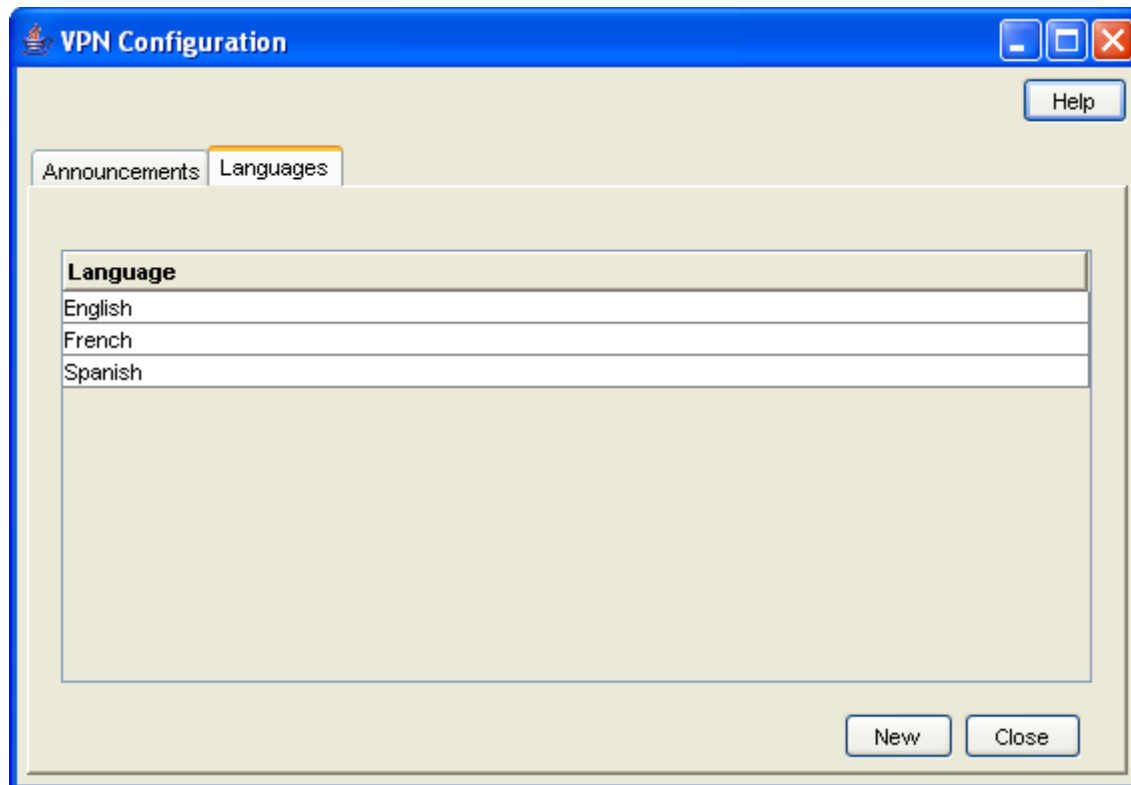 VPN Configuration
Help
Announcements Languages
Language
English
French
Spanish
New Close